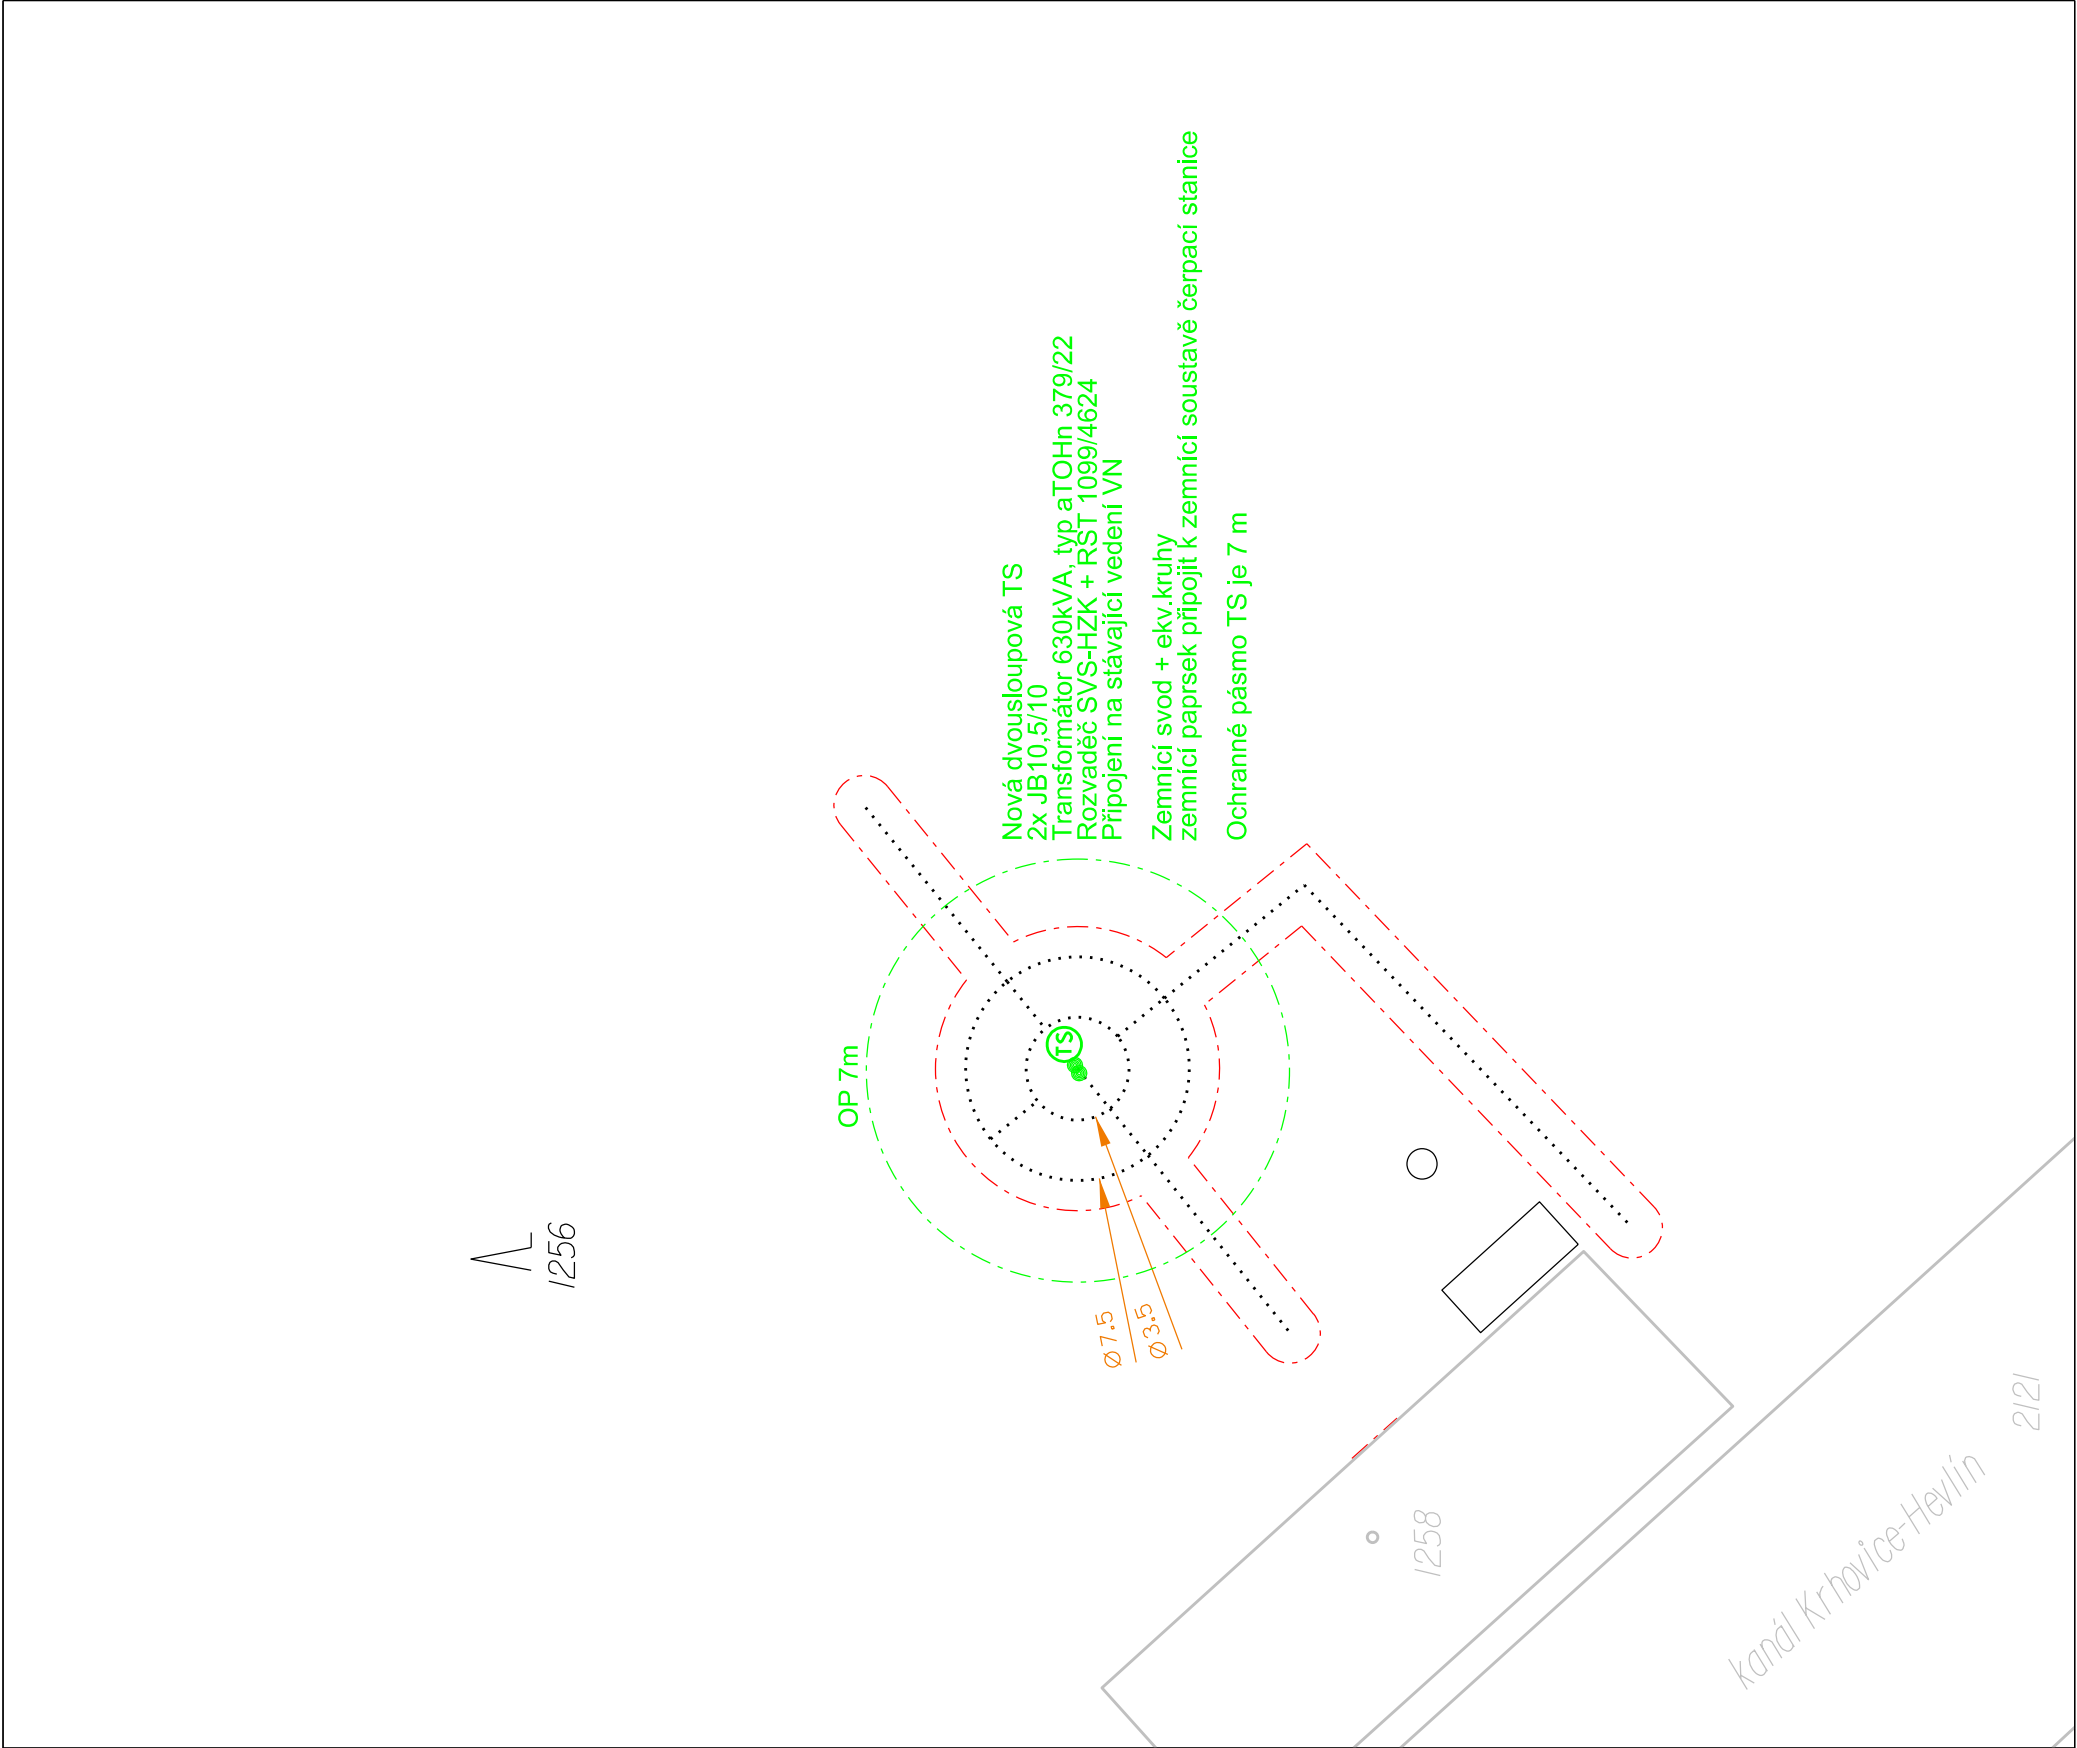 1256
OP 7m
Nová dvousloupová TS
2x JB10,5/10
Transformátor 630kVA, typ aTOHn 379/22
Rozvaděč SVS-HZK + RST 1099/4624
Připojení na stávající vedení VN
Zemnící svod + ekv.kruhy
zemnící paprsek připojit k zemnící soustavě čerpací stanice
Ochranné pásmo TS je 7 m
TS
Ø7.5
Ø3.5
1258
kanál Krhovice-Hevlín
2/21